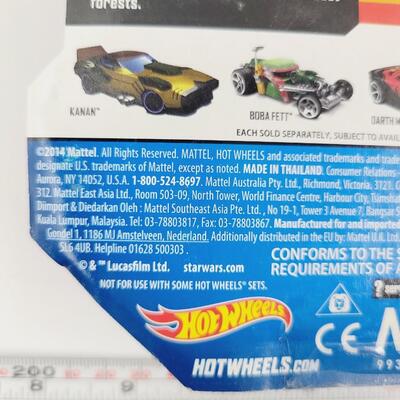 forests.
KANAN™
BOBA FETT™
DARTH M
EACH SOLD SEPARATELY, SUBJECT TO AVAIL
©2014 Mattel. All Rights Reserved. MATTEL, HOT WHEELS and associated trademarks and trade
designate U.S. trademarks of Mattel, except as noted. MADE IN THAILAND. Consumer Relations
Aurora, NY 14052, U.S.A. 1-800-524-8697. Mattel Australia Pty. Ltd., Richmond, Victoria. 3121. C
312. Mattel East Asia Ltd., Room 503-09, North Tower, World Finance Centre, Harbour City, Tsimshat
Diimport & Diedarkan Oleh : Mattel Southeast Asia Pte. Ltd. , No 19-1, Tower 3 Avenue 7, Bangsar S
Kuala Lumpur, Malaysia. Tel: 03-78803817, Fax: 03-78803867. Manufactured for and imported
Gondel 1, 1186 MJ Amstelveen, Nederland. Additionally distributed in the EU by: Mattel U.K. Ltd.
SL6 4UB. Helpline 01628 500303 .
© & ™ Lucasfilm Ltd. starwars.com
CONFORMS TO THE S
REQUIREMENTS OF A
NOT FOR USE WITH SOME HOT WHEELS® SETS.
Hot Wheels
CE
HOTWHEELS.COM
993
200
8 9